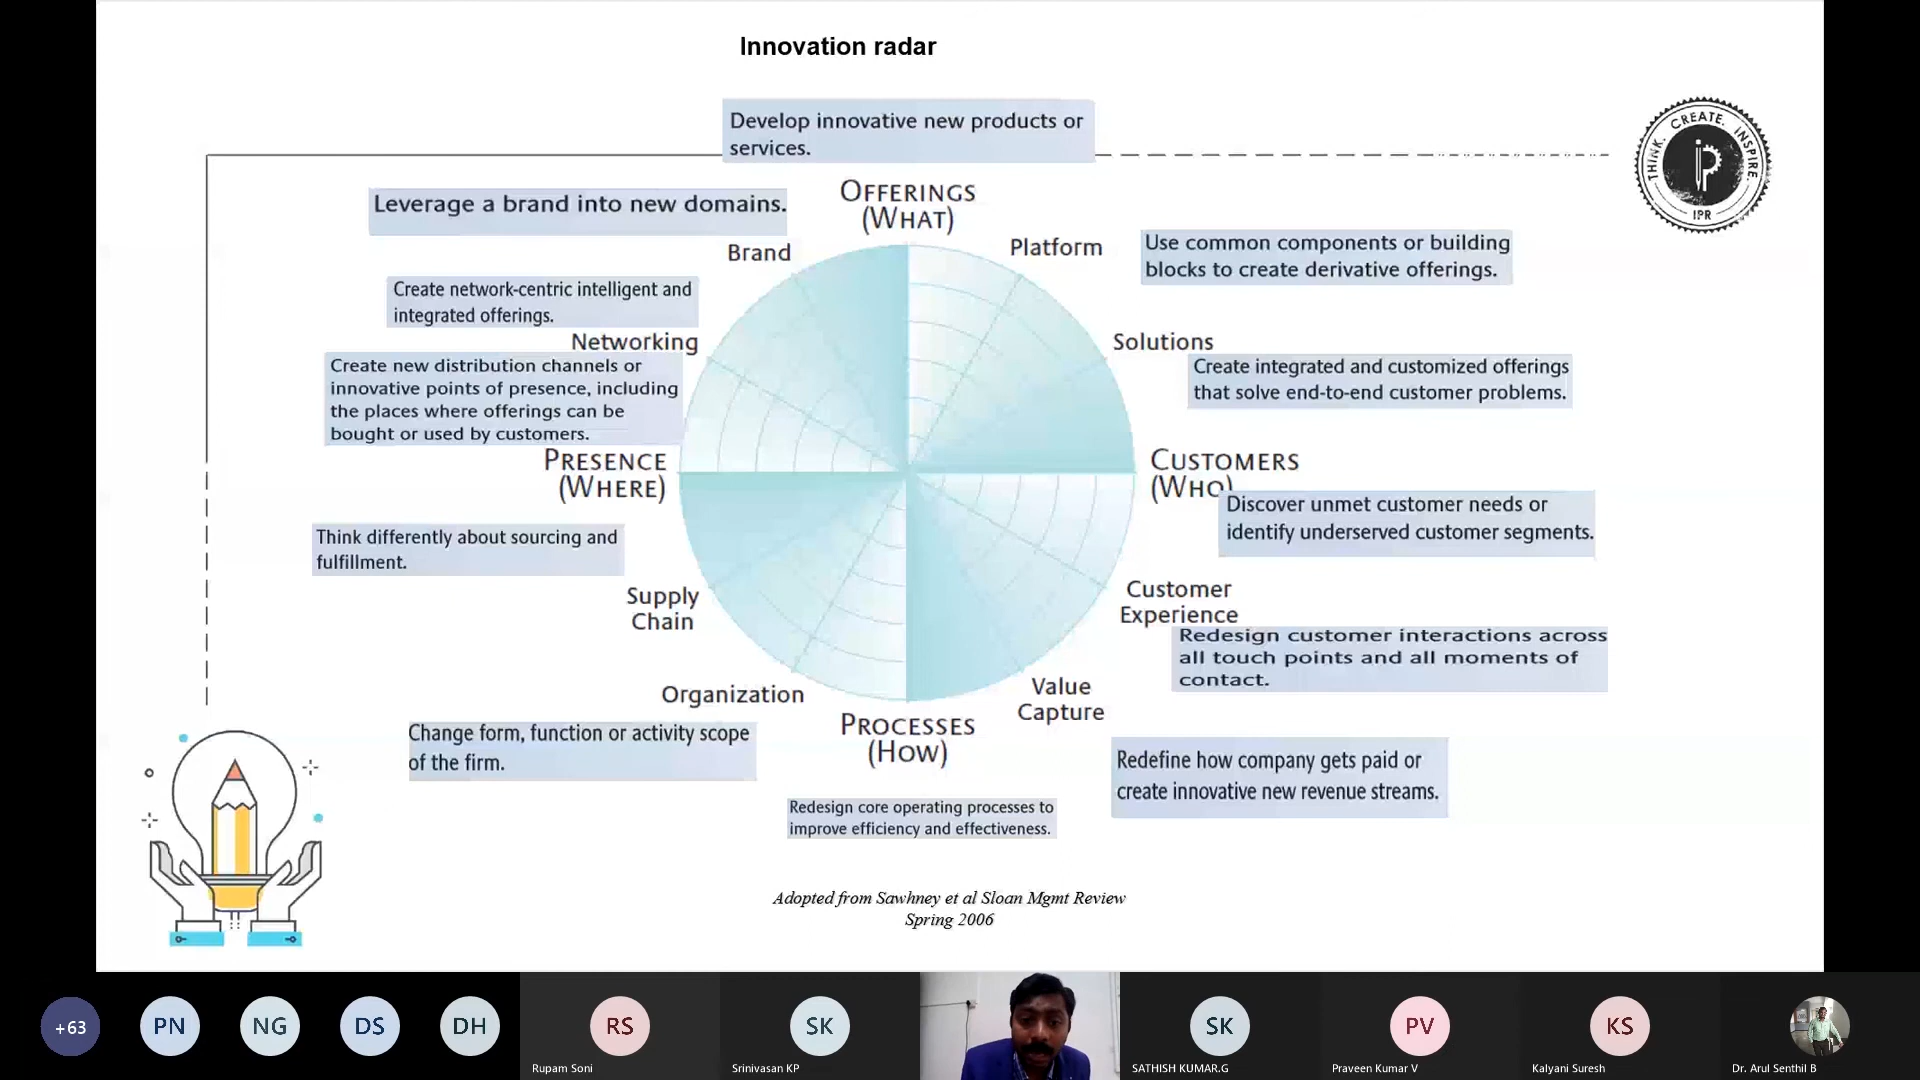 Innovation radar
Develop innovative new products or
services.
THINK. CREATE. INSPIRE.
IPR
OFFERINGS
(WHAT)
Leverage a brand into new domains.
Brand
Platform
Use common components or building
blocks to create derivative offerings.
Create network-centric intelligent and
integrated offerings.
Networking
Solutions
Create new distribution channels or
innovative points of presence, including
the places where offerings can be
bought or used by customers.
Create integrated and customized offerings
that solve end-to-end customer problems.
PRESENCE
(WHERE)
CUSTOMERS
(WHO)
Discover unmet customer needs or
identify underserved customer segments.
Think differently about sourcing and
fulfillment.
Supply
Chain
Customer
Experience
Redesign customer interactions across
all touch points and all moments of
contact.
Organization
Value
Capture
Change form, function or activity scope
of the firm.
PROCESSES
(HOW)
Redefine how company gets paid or
create innovative new revenue streams.
Redesign core operating processes to
improve efficiency and effectiveness.
Adopted from Sawhney et al Sloan Mgmt Review
Spring 2006
+63
PN
NG
DS
DH
RS
Rupam Soni
SK
Srinivasan KP
SK
SATHISH KUMAR.G
PV
Praveen Kumar V
KS
Kalyani Suresh
Dr. Arul Senthil B